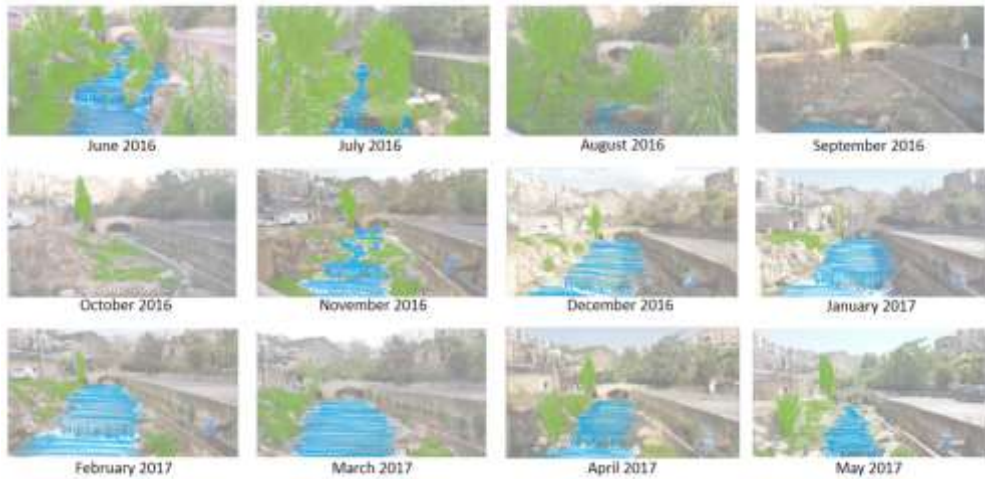 June 2016
July 2016
August 2016
September 2016
October 2016
November 2016
December 2016
January 2017
February 2017
March 2017
April 2017
May 2017